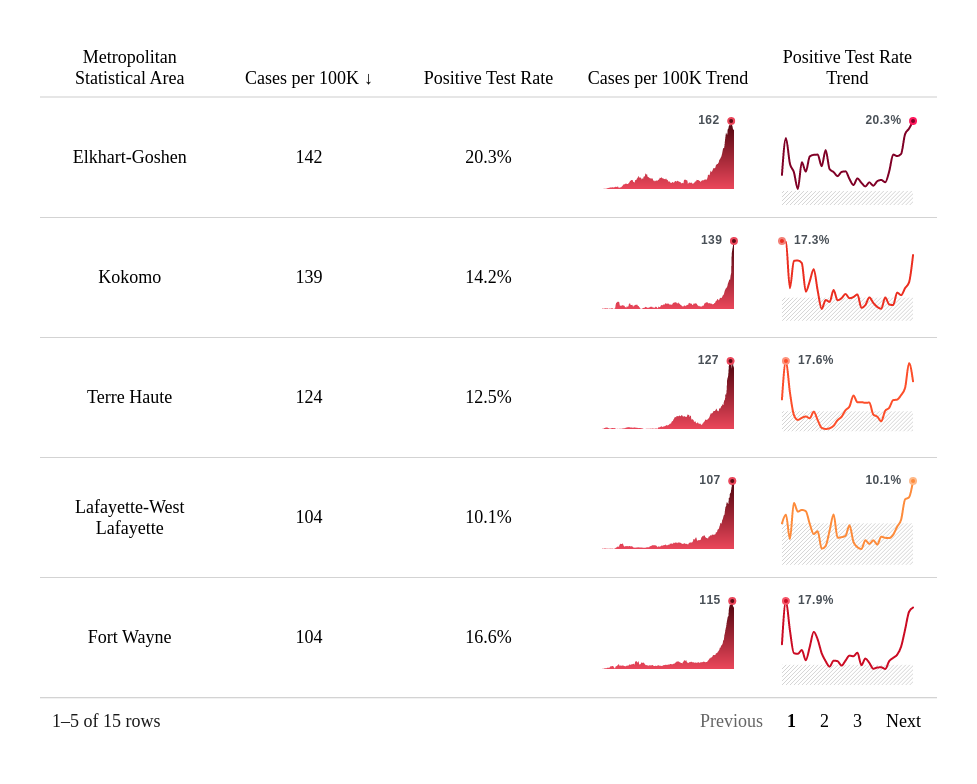 Metropolitan
Statistical Area
Cases per 100K ↓
Positive Test Rate
Cases per 100K Trend
Positive Test Rate
Trend
Elkhart-Goshen
142
20.3%
162
20.3%
Kokomo
139
14.2%
139
17.3%
Terre Haute
124
12.5%
127
17.6%
Lafayette-West
Lafayette
104
10.1%
107
10.1%
Fort Wayne
104
16.6%
115
17.9%
1–5 of 15 rows
Previous 1 2 3 Next